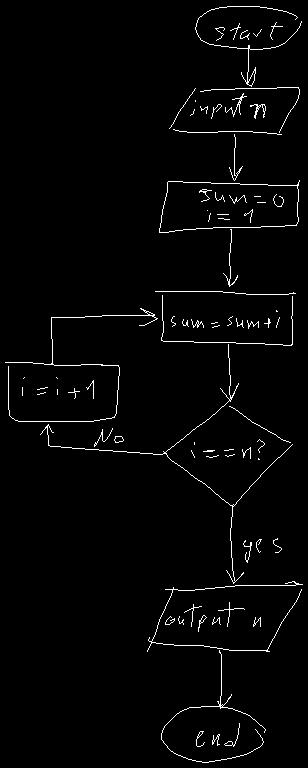 start
input n
sum=0
i=1
sum=sum+i
i=i+1
No
i==n?
yes
output n
end